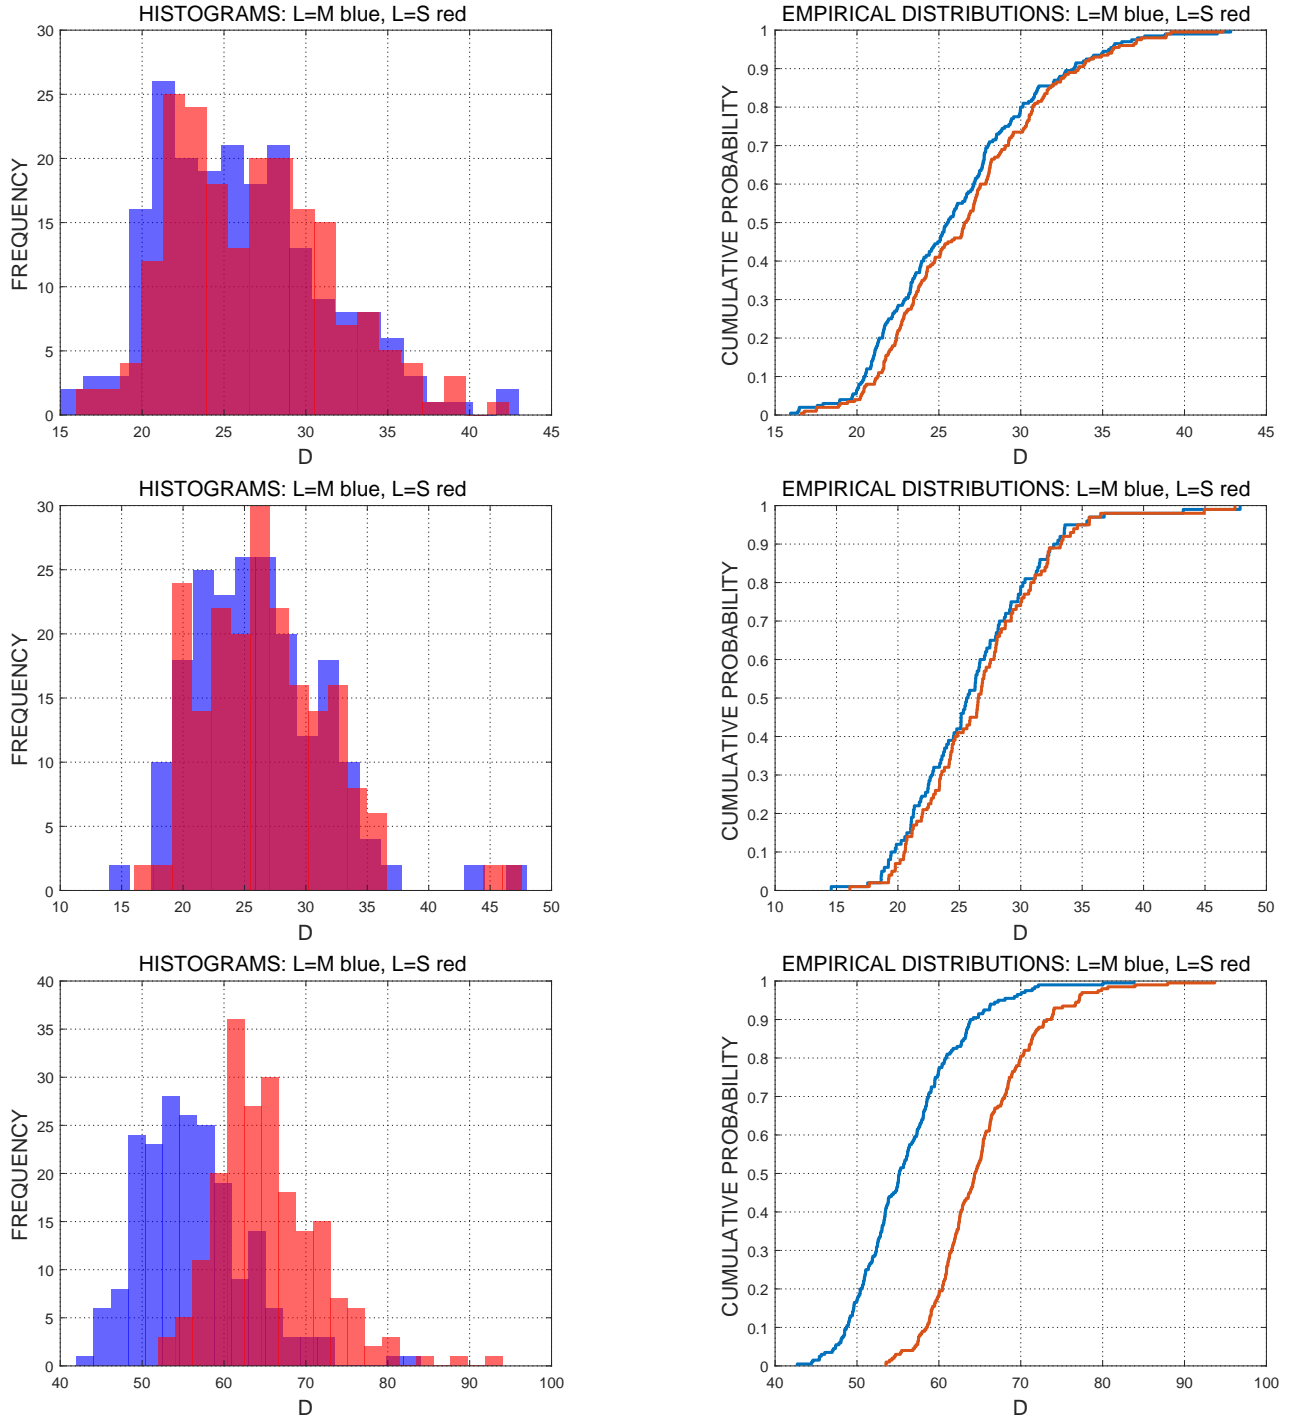 HISTOGRAMS: L=M blue, L=S red
30
25
20
15
10
5
0
FREQUENCY
15 20 25 30 35 40 45
D
EMPIRICAL DISTRIBUTIONS: L=M blue, L=S red
1
0.9
0.8
0.7
0.6
0.5
0.4
0.3
0.2
0.1
0
CUMULATIVE PROBABILITY
15 20 25 30 35 40 45
D
HISTOGRAMS: L=M blue, L=S red
30
25
20
15
10
5
0
FREQUENCY
10 15 20 25 30 35 40 45 50
D
EMPIRICAL DISTRIBUTIONS: L=M blue, L=S red
1
0.9
0.8
0.7
0.6
0.5
0.4
0.3
0.2
0.1
0
CUMULATIVE PROBABILITY
10 15 20 25 30 35 40 45 50
D
HISTOGRAMS: L=M blue, L=S red
40
35
30
25
20
15
10
5
0
FREQUENCY
40 50 60 70 80 90 100
D
EMPIRICAL DISTRIBUTIONS: L=M blue, L=S red
1
0.9
0.8
0.7
0.6
0.5
0.4
0.3
0.2
0.1
0
CUMULATIVE PROBABILITY
40 50 60 70 80 90 100
D